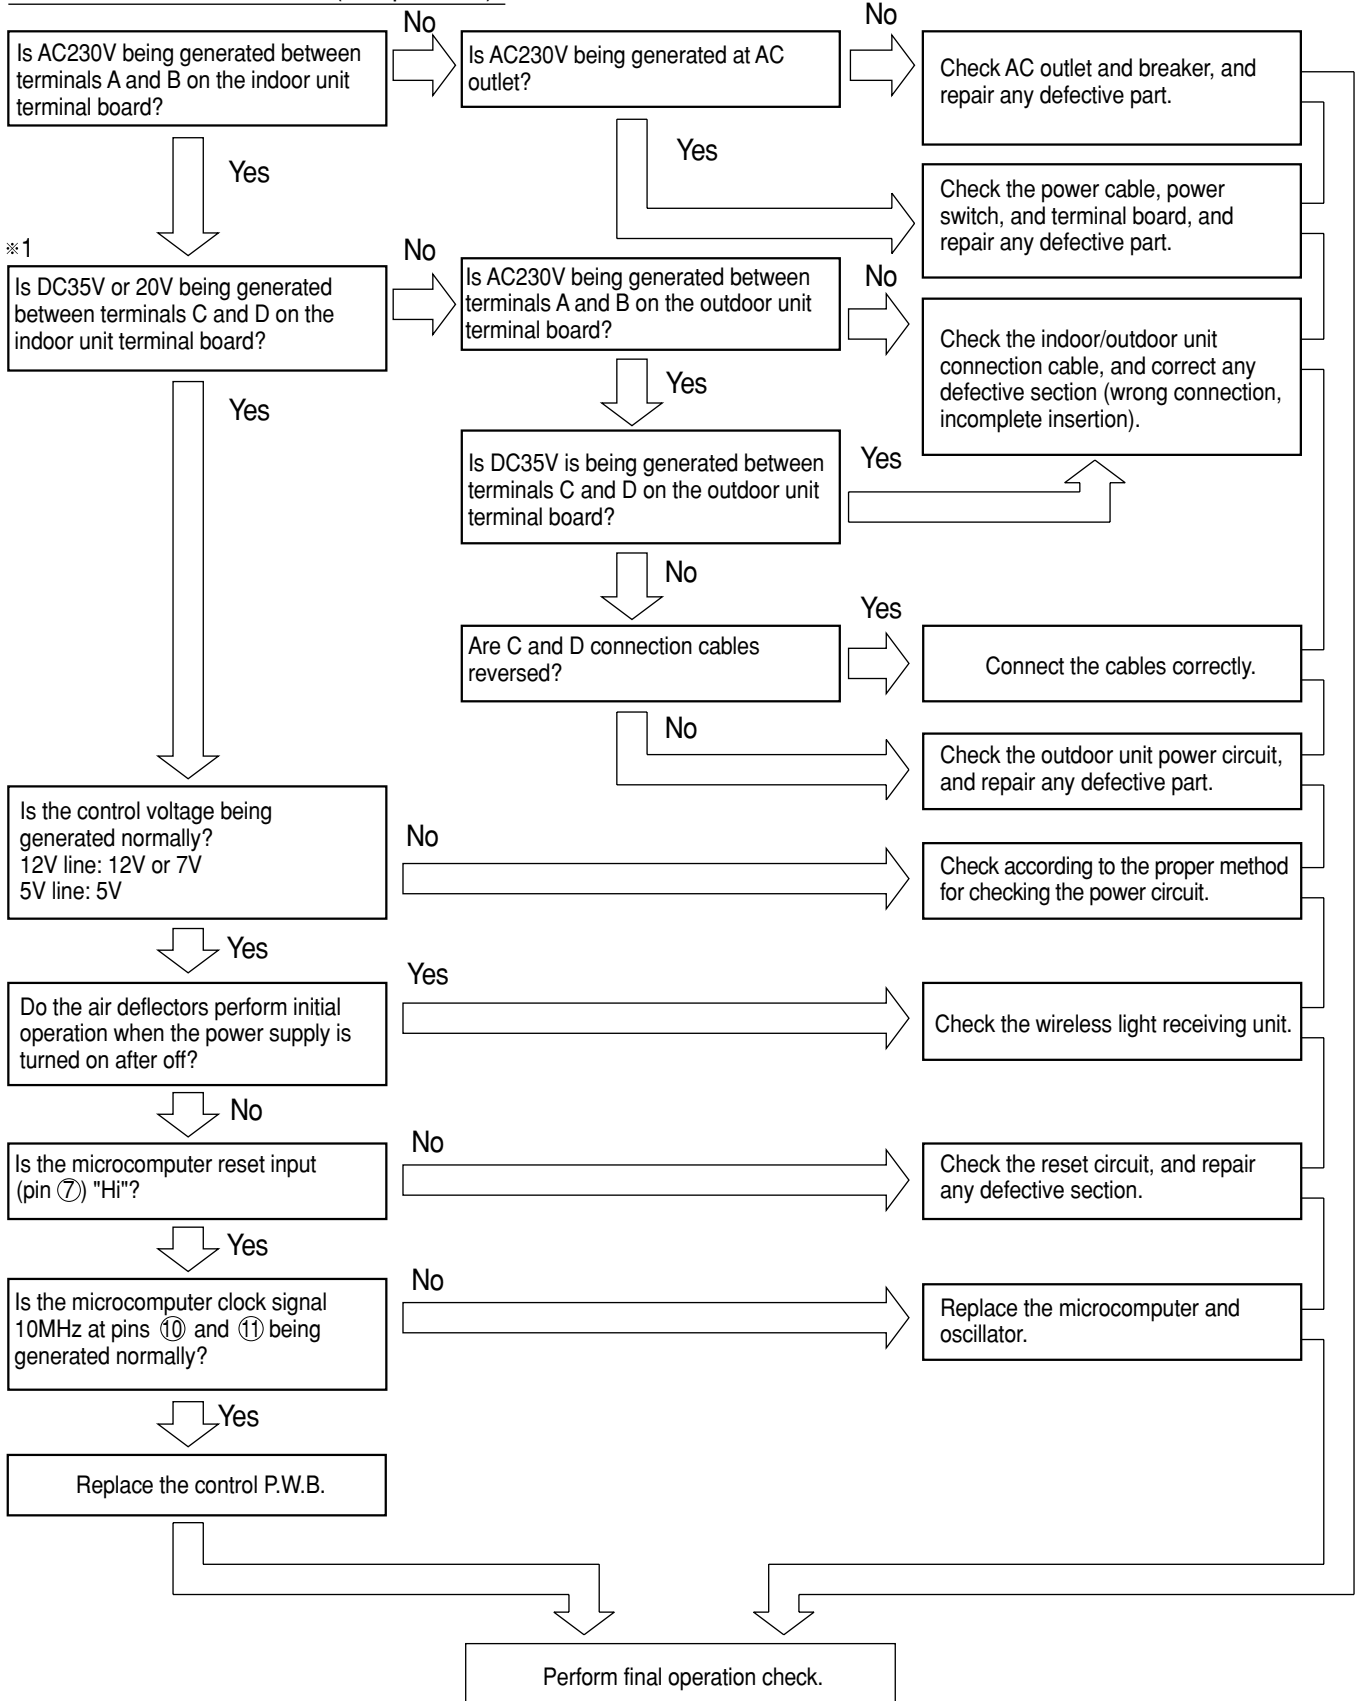 No
No
Is AC230V being generated between
terminals A and B on the indoor unit
terminal board?
Is AC230V being generated at AC
outlet?
Check AC outlet and breaker, and
repair any defective part.
Yes
Yes
Check the power cable, power
switch, and terminal board, and
repair any defective part.
※1
No
No
Is DC35V or 20V being generated
between terminals C and D on the
indoor unit terminal board?
Is AC230V being generated between
terminals A and B on the outdoor unit
terminal board?
Check the indoor/outdoor unit
connection cable, and correct any
defective section (wrong connection,
incomplete insertion).
Yes
Yes
Is DC35V is being generated between
terminals C and D on the outdoor unit
terminal board?
Yes
No
Are C and D connection cables
reversed?
Yes
Connect the cables correctly.
No
Check the outdoor unit power circuit,
and repair any defective part.
Is the control voltage being
generated normally?
12V line: 12V or 7V
5V line: 5V
No
Check according to the proper method
for checking the power circuit.
Yes
Do the air deflectors perform initial
operation when the power supply is
turned on after off?
Yes
Check the wireless light receiving unit.
No
Is the microcomputer reset input
(pin ⑦) "Hi"?
No
Check the reset circuit, and repair
any defective section.
Yes
Is the microcomputer clock signal
10MHz at pins ⑩ and ⑪ being
generated normally?
No
Replace the microcomputer and
oscillator.
Yes
Replace the control P.W.B.
Perform final operation check.